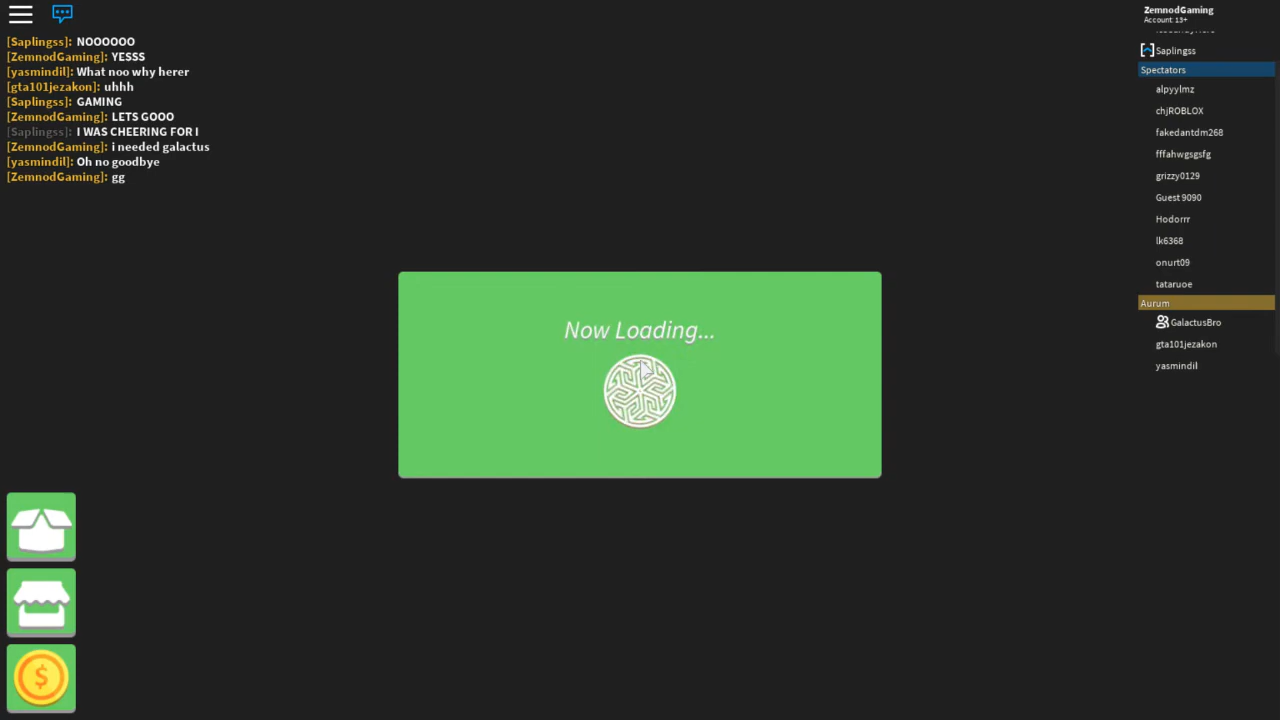 ZemnodGaming
Account: 13+
[Saplingss]: NOOOOOO
[ZemnodGaming]: YESSS
[yasmindil]: What noo why herer
[gta101jezakon]: uhhh
[Saplingss]: GAMING
[ZemnodGaming]: LETS GOOO
[Saplingss]: I WAS CHEERING FOR I
[ZemnodGaming]: i needed galactus
[yasmindil]: Oh no goodbye
[ZemnodGaming]: gg
Now Loading...
Saplingss
Spectators
alpyylmz
chjROBLOX
fakedantdm268
fffahwgsgsfg
grizzy0129
Guest 9090
Hodorrr
lk6368
onurt09
tataruoe
Aurum
GalactusBro
gta101jezakon
yasmindil
$